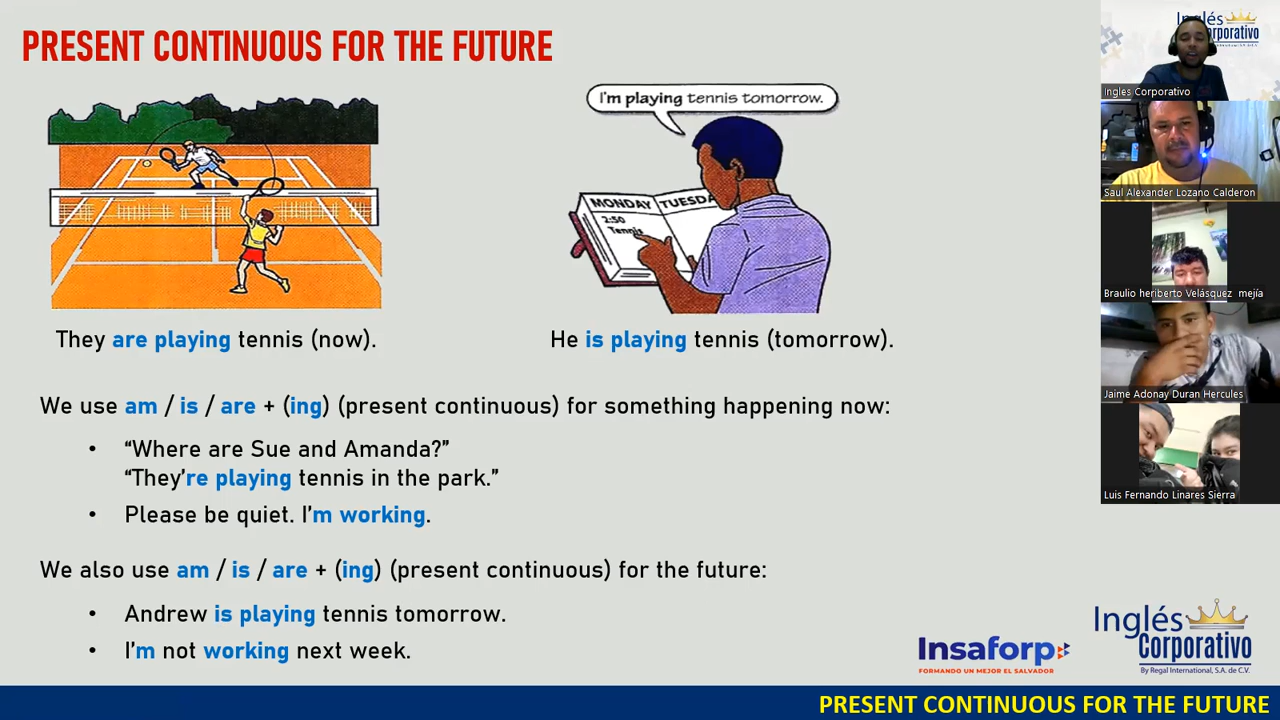 PRESENT CONTINUOUS FOR THE FUTURE
I'm playing tennis tomorrow.
MONDAY TUESDA
2:50
Tennis
They are playing tennis (now).
He is playing tennis (tomorrow).
We use am / is / are + (ing) (present continuous) for something happening now:
• “Where are Sue and Amanda?”
“They're playing tennis in the park.”
• Please be quiet. I'm working.
We also use am / is / are + (ing) (present continuous) for the future:
• Andrew is playing tennis tomorrow.
• I'm not working next week.
Insaforp
FORMANDO UN MEJOR EL SALVADOR
Inglés
Corporativo
By Regal International, S.A. de C.V.
PRESENT CONTINUOUS FOR THE FUTURE
Inglés
Corporativo
Ingles Corporativo
Saul Alexander Lozano Calderon
Braulio heriberto Velásquez mejía
Jaime Adonay Duran Hercules
Luis Fernando Linares Sierra